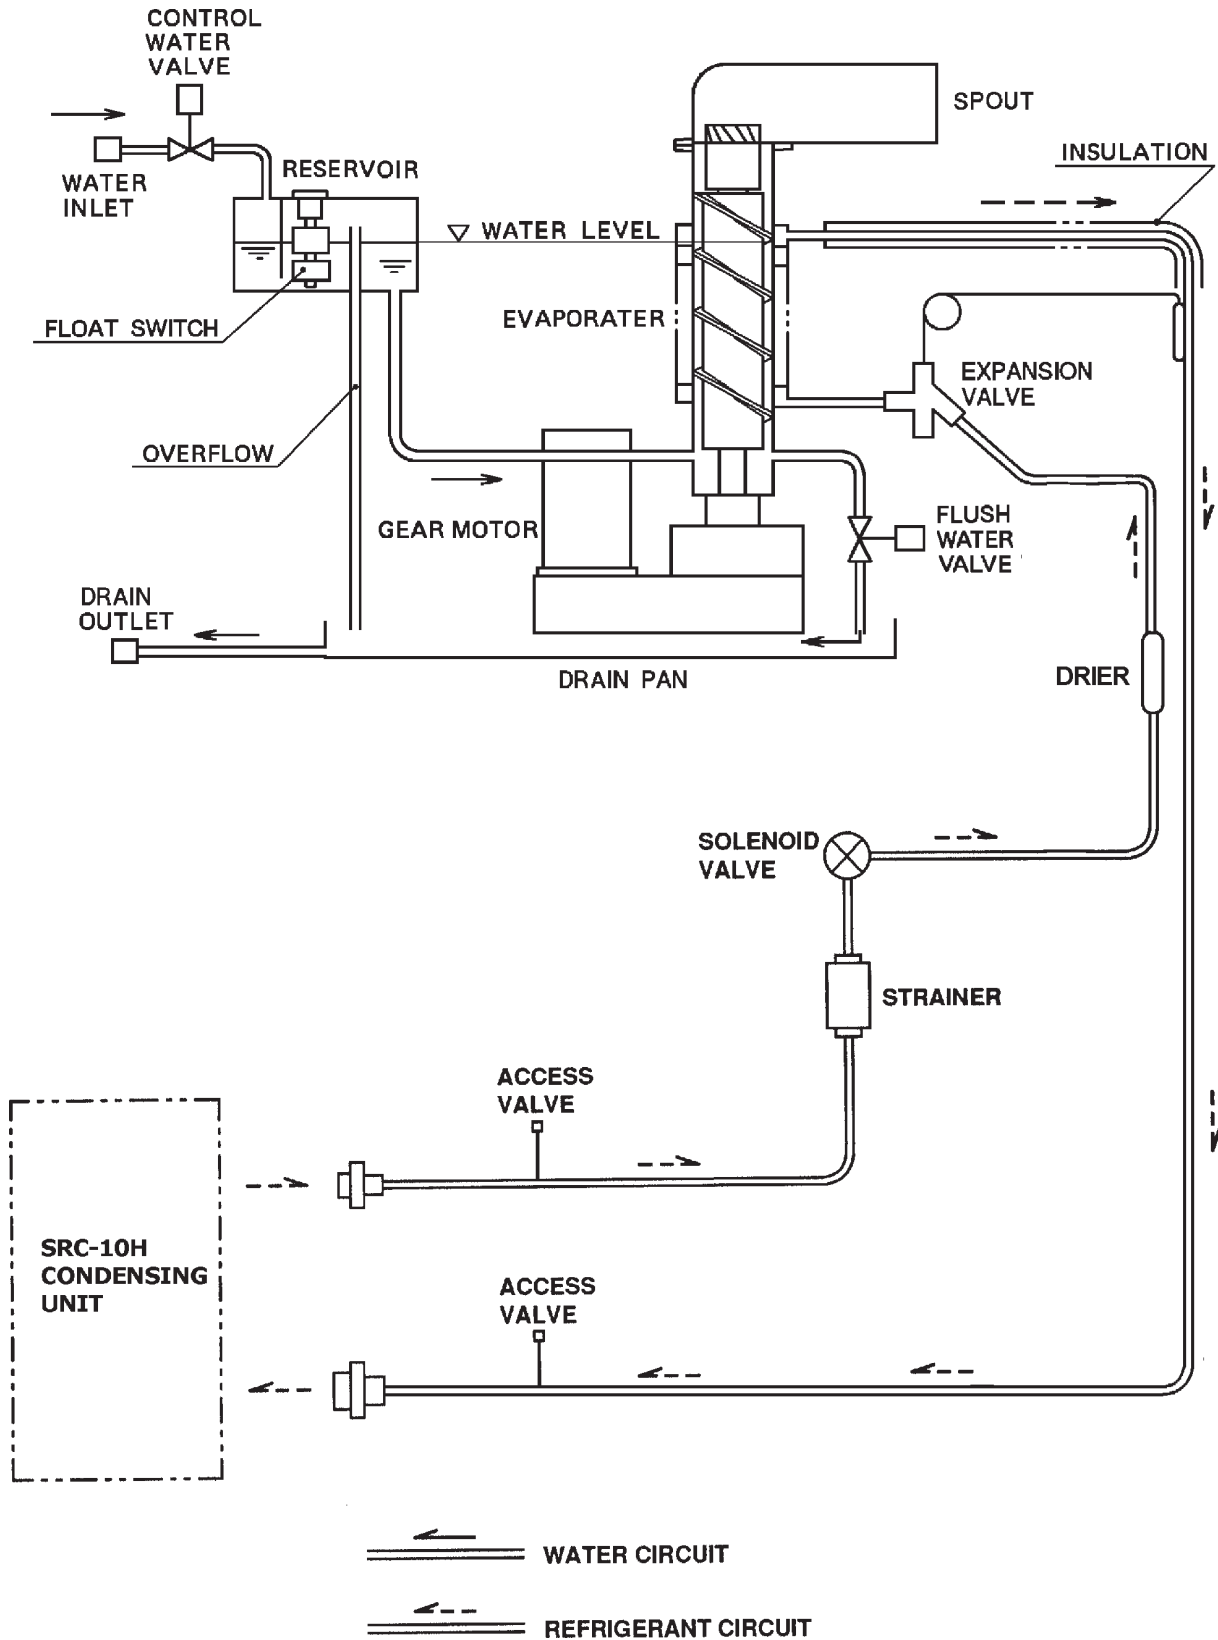 CONTROL
WATER
VALVE
SPOUT
INSULATION
RESERVOIR
WATER
INLET
WATER LEVEL
FLOAT SWITCH
EVAPORATER
EXPANSION
VALVE
OVERFLOW
GEAR MOTOR
FLUSH
WATER
VALVE
DRAIN
OUTLET
DRAIN PAN
DRIER
SOLENOID
VALVE
STRAINER
ACCESS
VALVE
SRC-10H
CONDENSING
UNIT
ACCESS
VALVE
WATER CIRCUIT
REFRIGERANT CIRCUIT